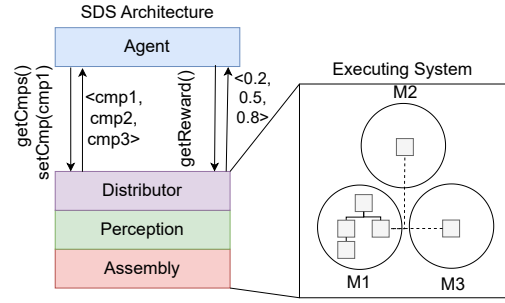 SDS Architecture
Agent
getCmps()
setCmp(cmp1)
<cmp1,
cmp2,
cmp3>
getReward()
<0.2,
0.5,
0.8>
Distributor
Perception
Assembly
Executing System
M2
M1
M3